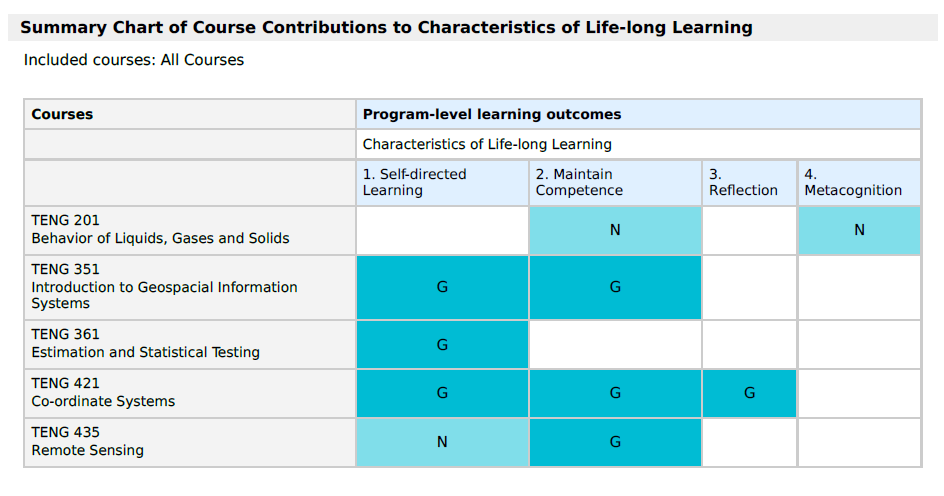 Summary Chart of Course Contributions to Characteristics of Life-long Learning
Included courses: All Courses
Courses
Program-level learning outcomes
Characteristics of Life-long Learning
1. Self-directed
Learning
2. Maintain
Competence
3.
Reflection
4.
Metacognition
TENG 201
Behavior of Liquids, Gases and Solids
N
N
TENG 351
Introduction to Geospacial Information
Systems
G
G
TENG 361
Estimation and Statistical Testing
G
TENG 421
Co-ordinate Systems
G
G
G
TENG 435
Remote Sensing
N
G